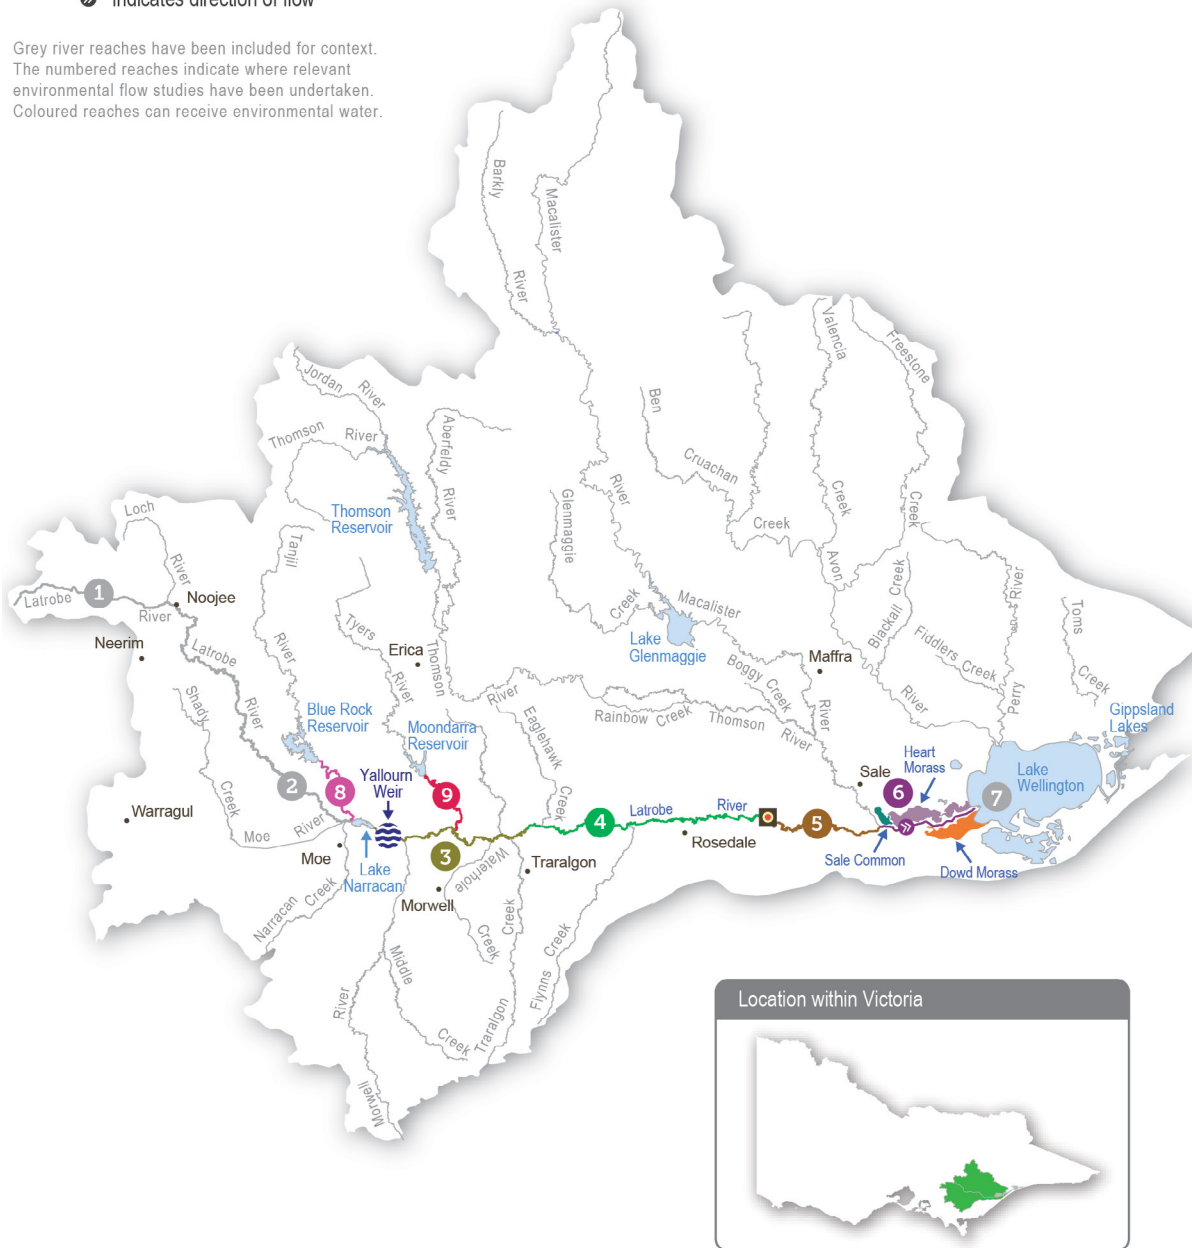 indicates direction of flow
Grey river reaches have been included for context.
The numbered reaches indicate where relevant
environmental flow studies have been undertaken.
Coloured reaches can receive environmental water.
Barkly
River
Macalister
River
Valencia
Creek
Freestone
Creek
Jordan
River
Thomson
River
Aberfeldy
River
Ben
Cruachan
Creek
Glenmaggie
Creek
Thomson
Reservoir
Loch
River
Tanjil
River
1
Latrobe
River
Noojee
Neerim
Latrobe
River
Tyers
River
Erica
Thomson
River
Macalister
River
Lake
Glenmaggie
Boggy Creek
Maffra
Avon
River
Blackall Creek
Fiddlers Creek
Perry
River
Toms
Creek
Shady
Creek
Blue Rock
Reservoir
Moondarra
Reservoir
Eaglehawk
Creek
Rainbow Creek
Thomson
River
Gippsland
Lakes
Heart
Morass
Lake
Wellington
Sale
Yallourn
Weir
2
8
9
6
7
Warragul
Moe
River
Moe
Lake
Narracan
3
4
Latrobe
River
5
Rosedale
Sale Common
Dowd Morass
Waterhole
Creek
Traralgon
Morwell
Narracan
Creek
Middle
Creek
Traralgon
Creek
Flynns
Creek
Morwell
River
Location within Victoria